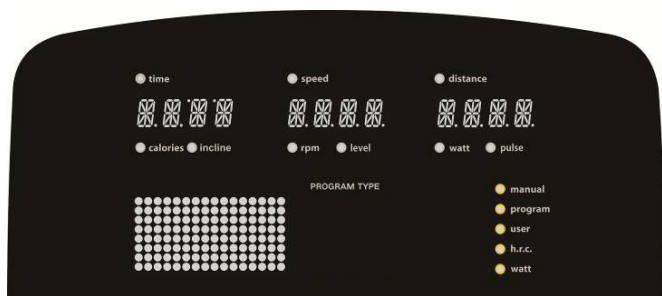 time speed distance
calories incline rpm level watt pulse
PROGRAM TYPE
manual
program
user
h.r.c.
watt